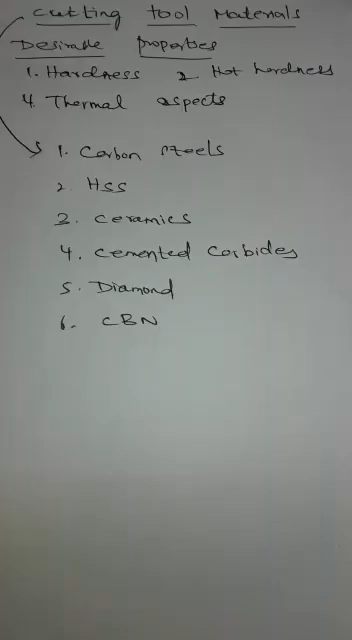 Cutting tool Materials
Desirable properties
1. Hardness 2. Hot hardness
4. Thermal aspects
1. Carbon steels
2. HSS
3. Ceramics
4. Cemented Carbides
5. Diamond
6. CBN